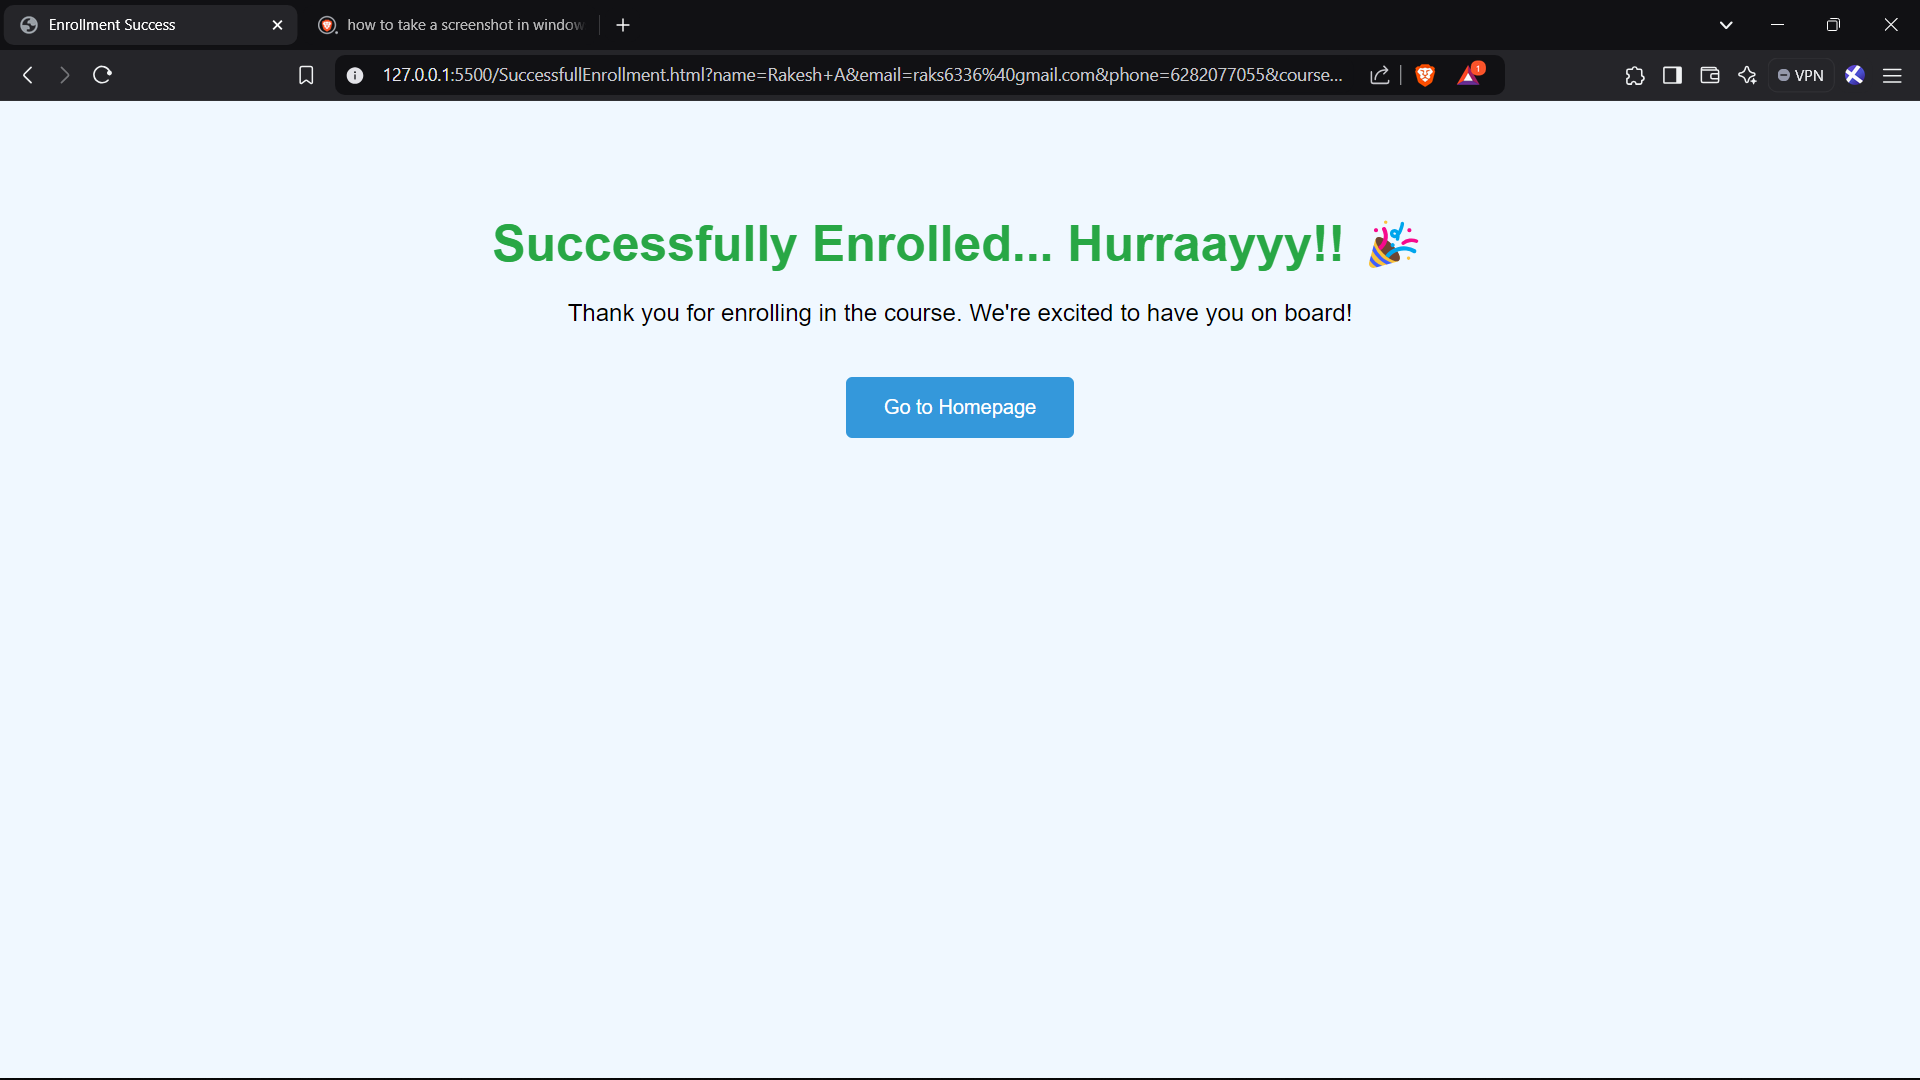 Enrollment Success
how to take a screenshot in window
127.0.0.1:5500/SuccessfullEnrollment.html?name=Rakesh+A&email=raks6336%40gmail.com&phone=6282077055&course...
1
VPN
Successfully Enrolled... Hurraayyy!! 🎉
Thank you for enrolling in the course. We're excited to have you on board!
Go to Homepage